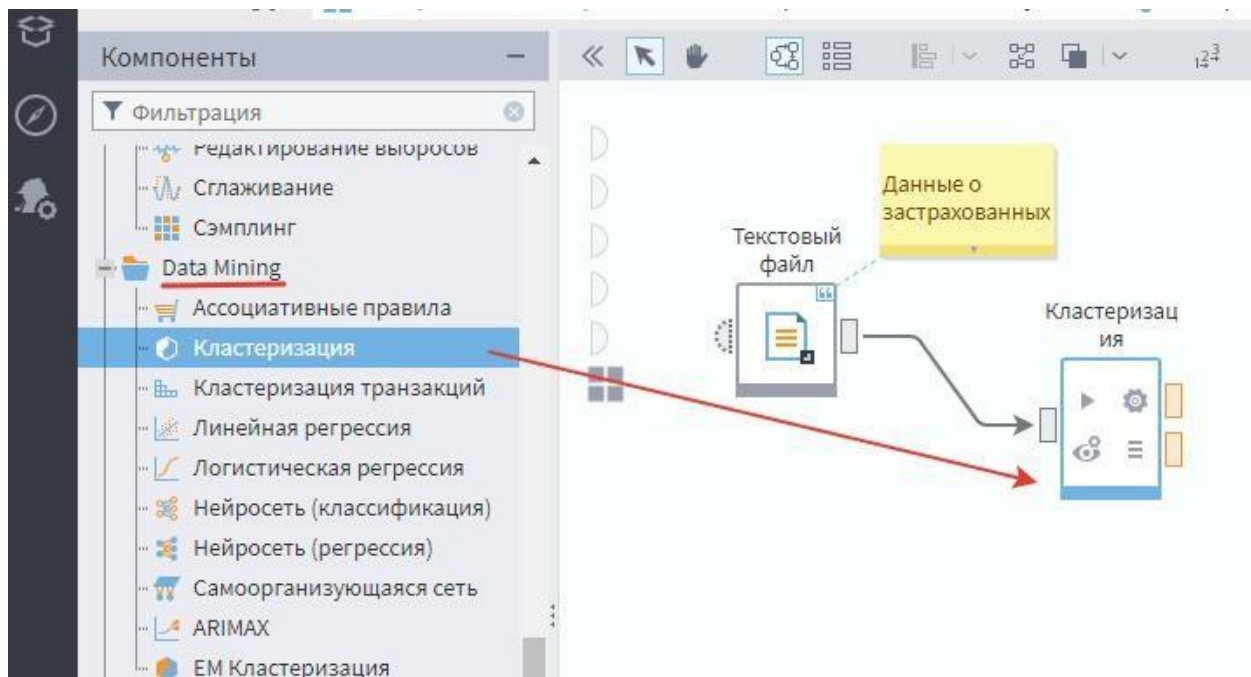 Компоненты
Фильтрация
Редактирование выбросов
Сглаживание
Сэмплинг
Data Mining
Ассоциативные правила
Кластеризация
Кластеризация транзакций
Линейная регрессия
Логистическая регрессия
Нейросеть (классификация)
Нейросеть (регрессия)
Самоорганизующаяся сеть
ARIMAX
EM Кластеризация
Данные о
застрахованных
Текстовый
файл
Кластеризац
ия